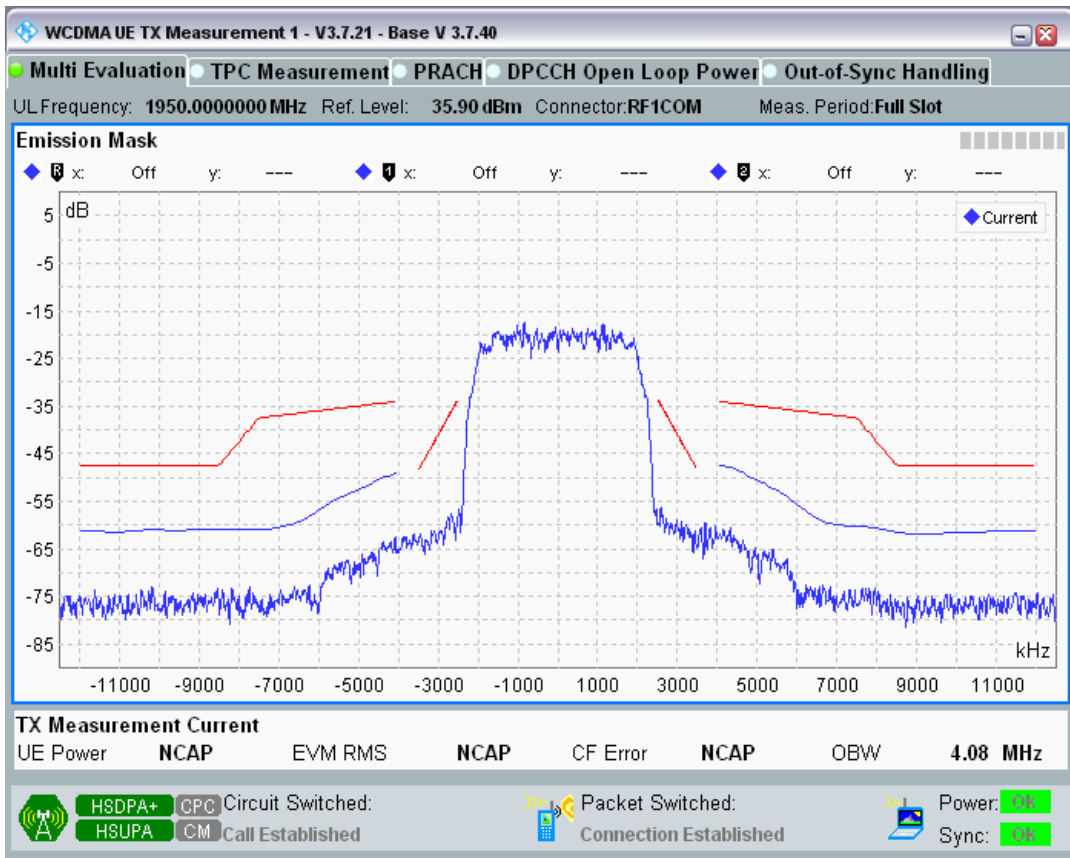 WCDMA UE TX Measurement 1 - V3.7.21 - Base V 3.7.40
Multi Evaluation TPC Measurement PRACH DPCCH Open Loop Power Out-of-Sync Handling
UL Frequency: 1950.0000000 MHz Ref. Level: 35.90 dBm Connector:RF1COM Meas. Period:Full Slot
Emission Mask
R x: Off y: --- 1 x: Off y: --- 2 x: Off y: ---
dB
Current
5
-5
-15
-25
-35
-45
-55
-65
-75
-85
kHz
-11000 -9000 -7000 -5000 -3000 -1000 1000 3000 5000 7000 9000 11000
TX Measurement Current
UE Power NCAP EVM RMS NCAP CF Error NCAP OBW 4.08 MHz
HSDPA+ CPC Circuit Switched: Packet Switched: Power: Ok
HSUPA CM Call Established Connection Established Sync: Ok